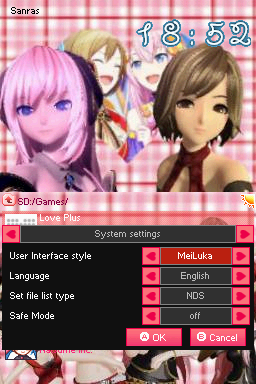 Sanras
18:52
SD:/Games/
Love Plus
System settings
User Interface style
MeiLuka
Language
English
Set file list type
NDS
Safe Mode
off
A OK
B Cancel
Inc.